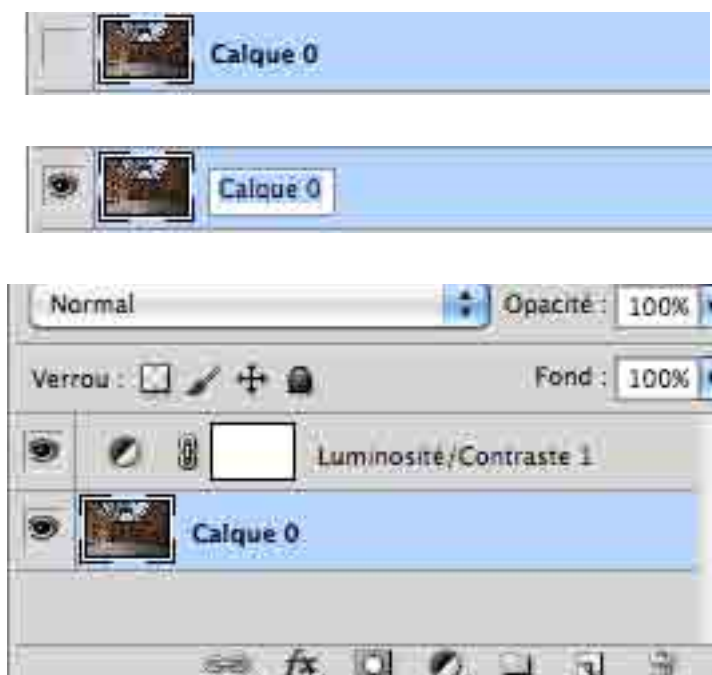 Calque 0
Calque 0
Normal Opacité : 100%
Verrou : Fond : 100%
Luminosité/Contraste 1
Calque 0
fx